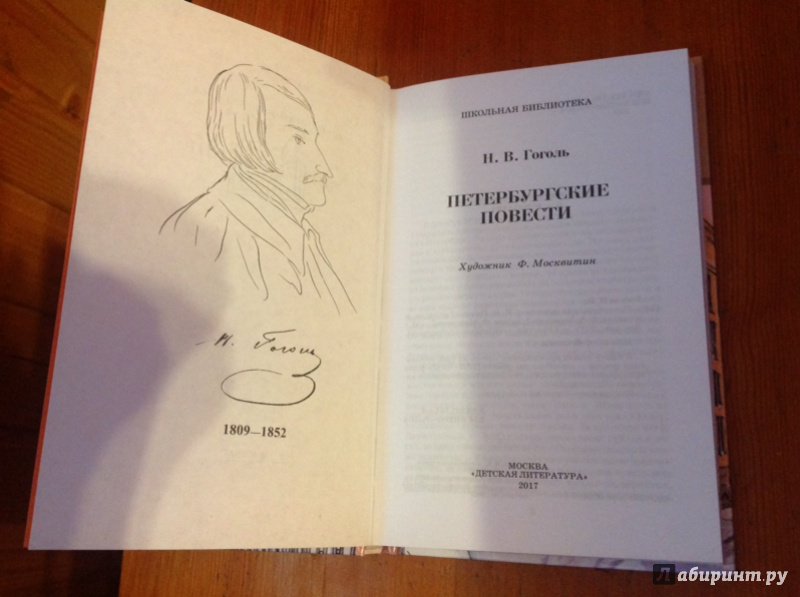 Н. Гоголь
1809—1852
ШКОЛЬНАЯ БИБЛИОТЕКА
Н. В. Гоголь
ПЕТЕРБУРГСКИЕ
ПОВЕСТИ
Художник Ф. Москвитин
МОСКВА
«ДЕТСКАЯ ЛИТЕРАТУРА»
2017
Лабиринт.ру